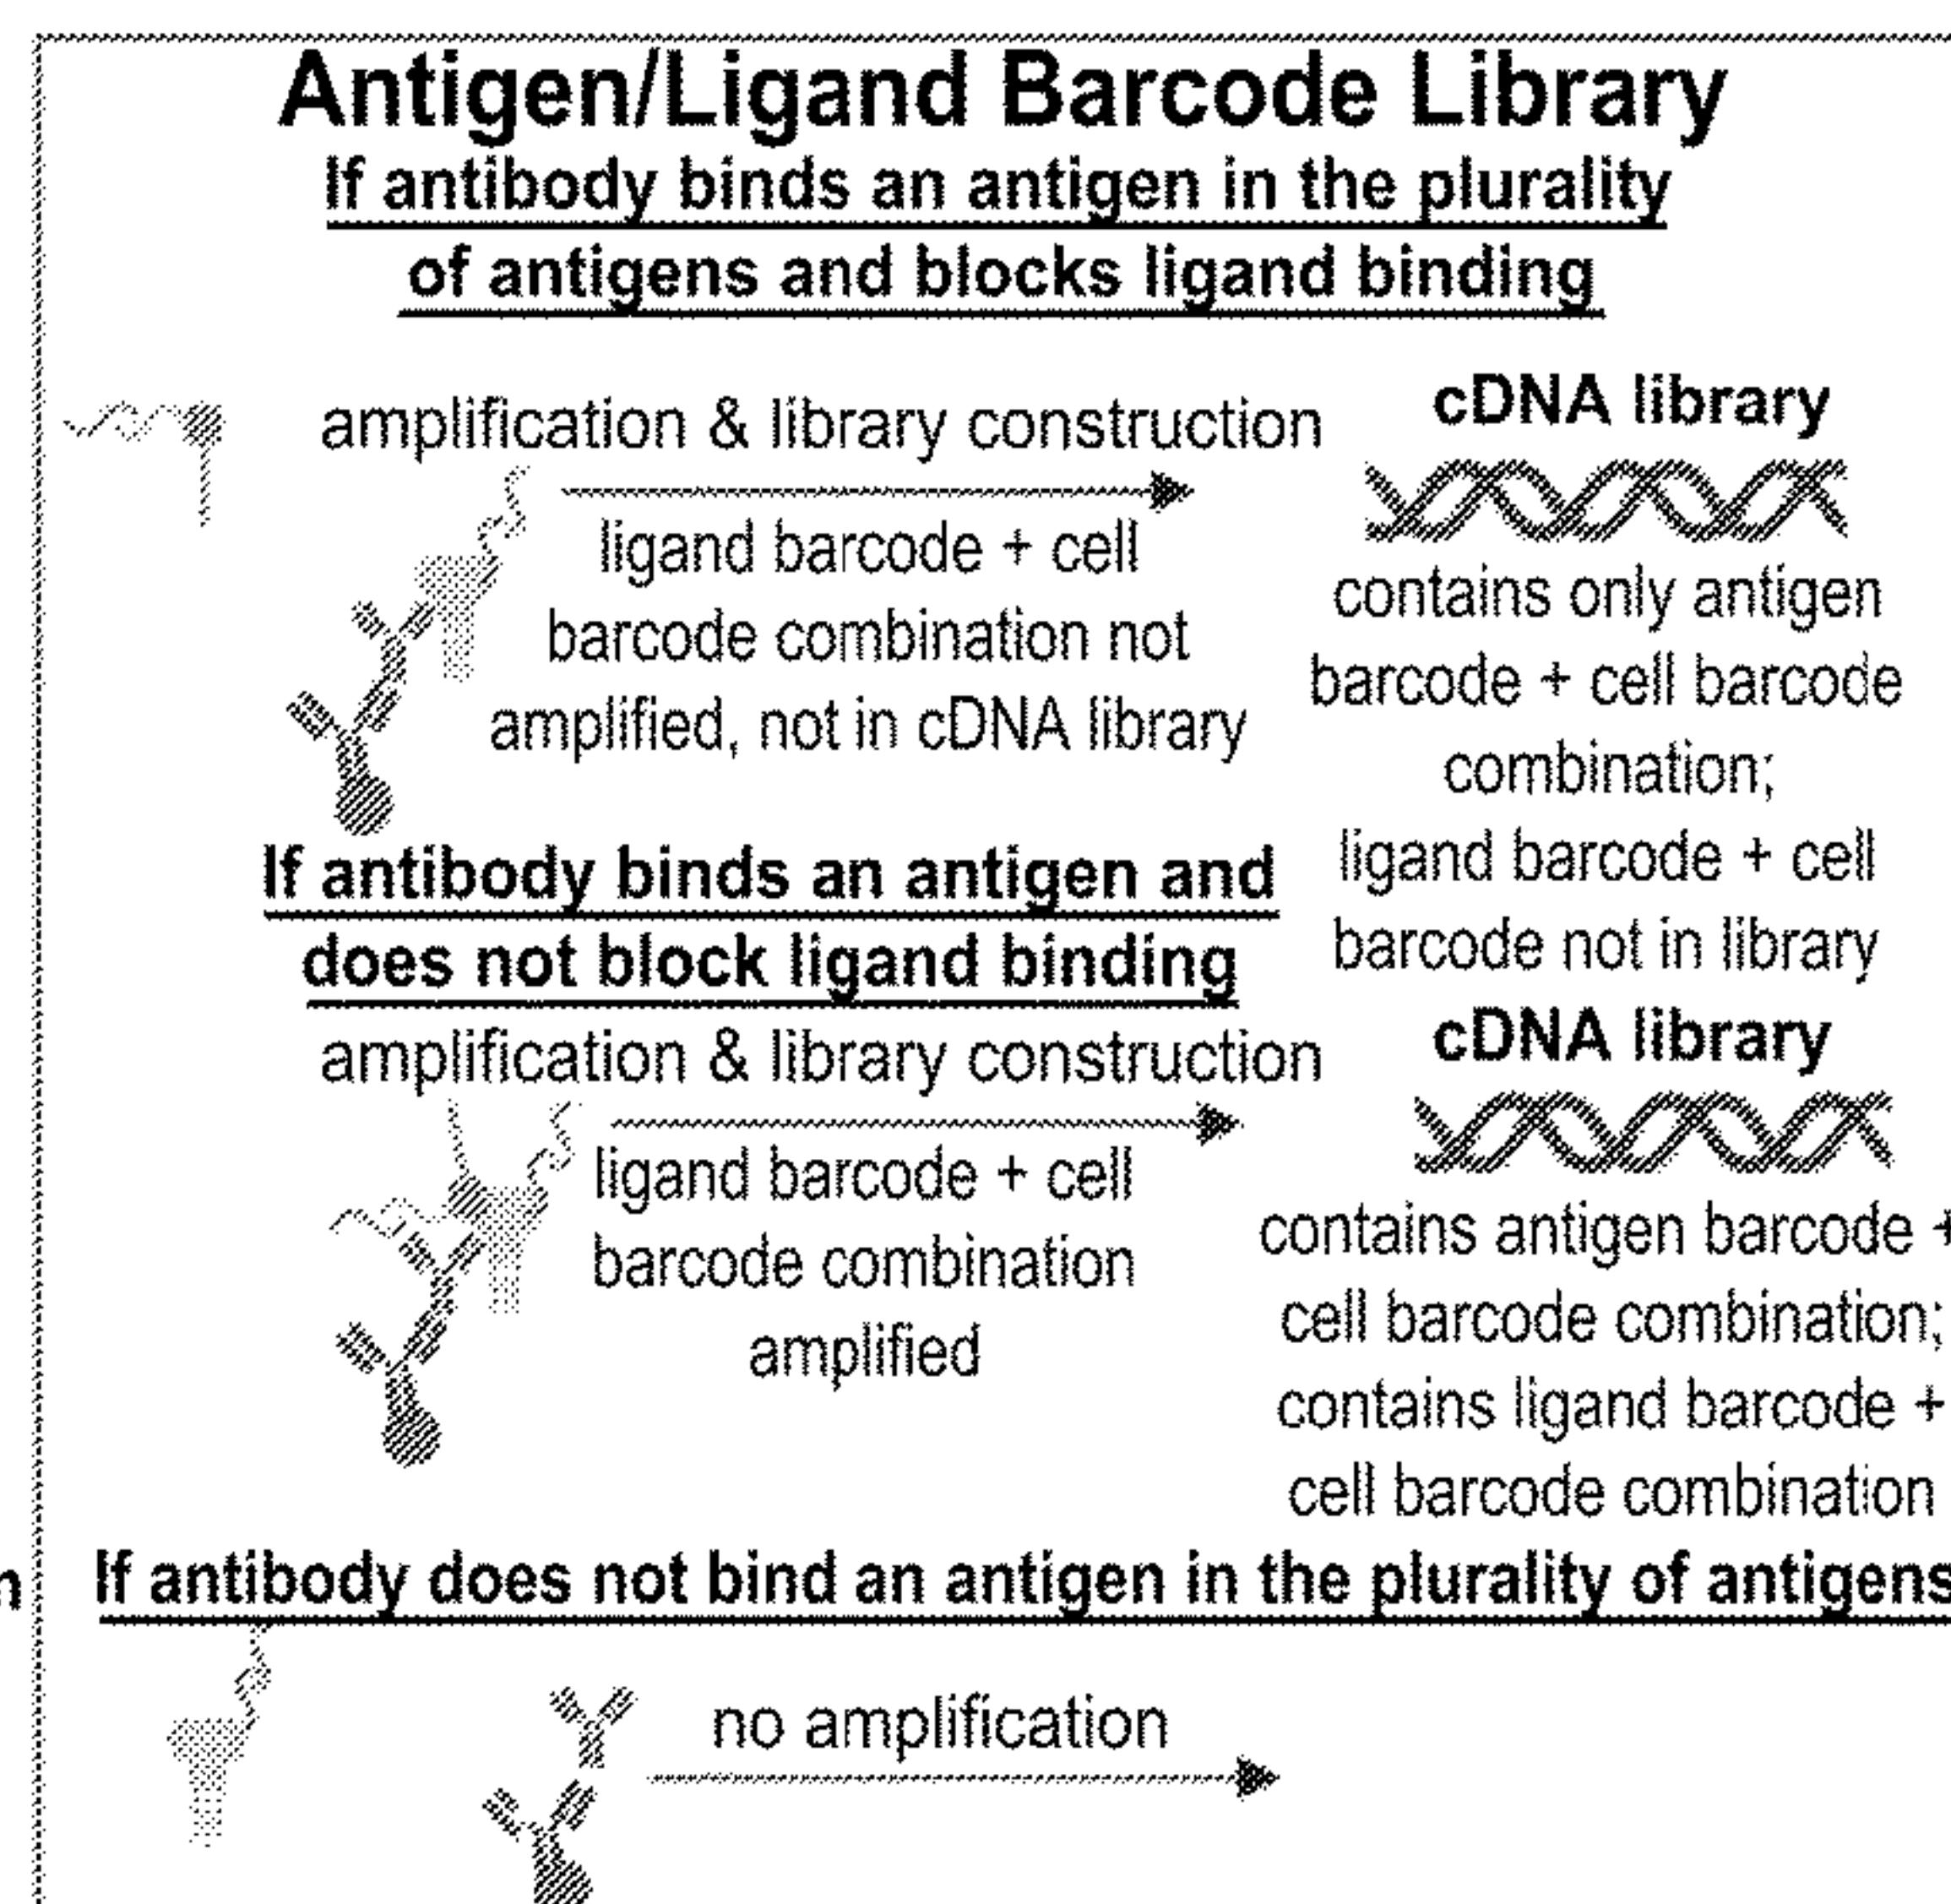 Antigen/Ligand Barcode Library
If antibody binds an antigen in the plurality
of antigens and blocks ligand binding
amplification & library construction
ligand barcode + cell
barcode combination not
amplified, not in cDNA library
cDNA library
contains only antigen
barcode + cell barcode
combination;
ligand barcode + cell
barcode not in library
If antibody binds an antigen and
does not block ligand binding
amplification & library construction
ligand barcode + cell
barcode combination
amplified
cDNA library
contains antigen barcode +
cell barcode combination;
contains ligand barcode +
cell barcode combination
If antibody does not bind an antigen in the plurality of antigens
no amplification